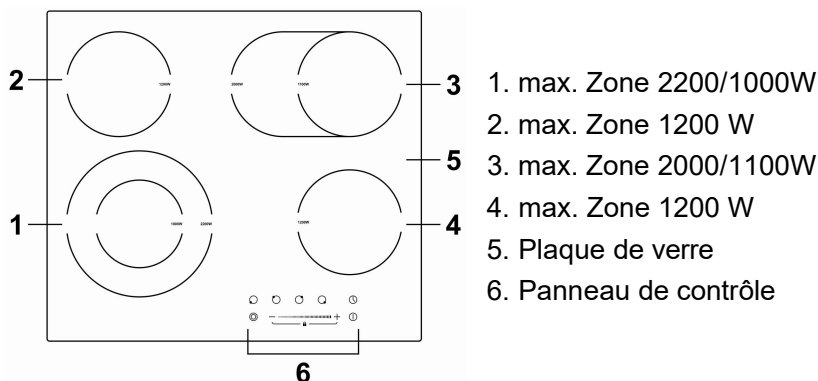 2
1200W
2000W
1100W
3
5
1
1000W
2200W
1200W
4
6
1. max. Zone 2200/1000W
2. max. Zone 1200 W
3. max. Zone 2000/1100W
4. max. Zone 1200 W
5. Plaque de verre
6. Panneau de contrôle